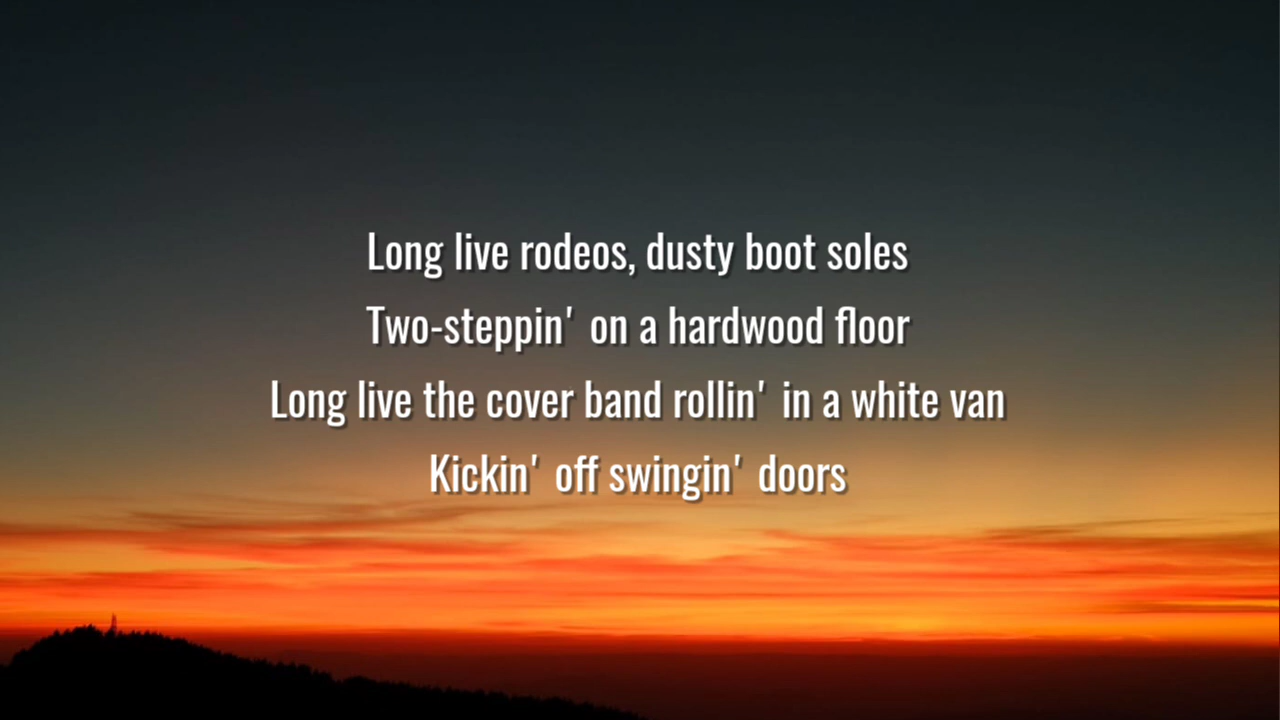 Long live rodeos, dusty boot soles
Two-steppin' on a hardwood floor
Long live the cover band rollin' in a white van
Kickin' off swingin' doors